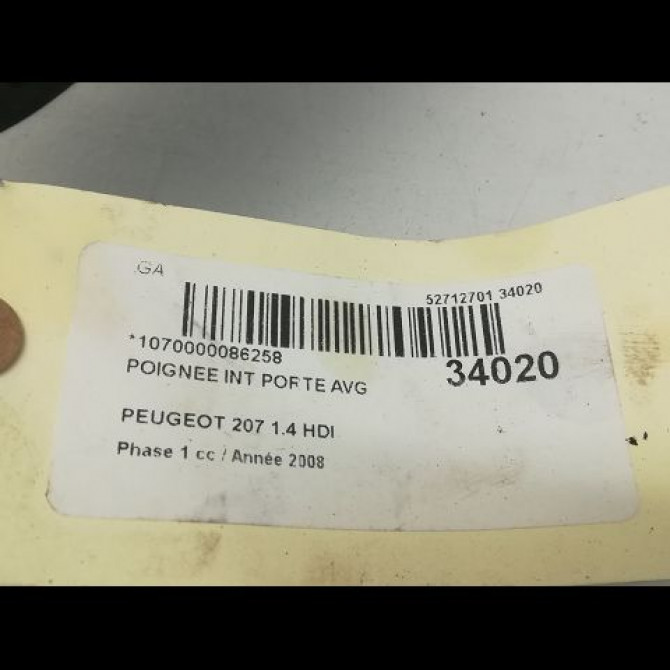 GA
52712701 34020
*1070000086258
34020
POIGNEE INT PORTE AVG
PEUGEOT 207 1.4 HDI
Phase 1 cc / Année 2008